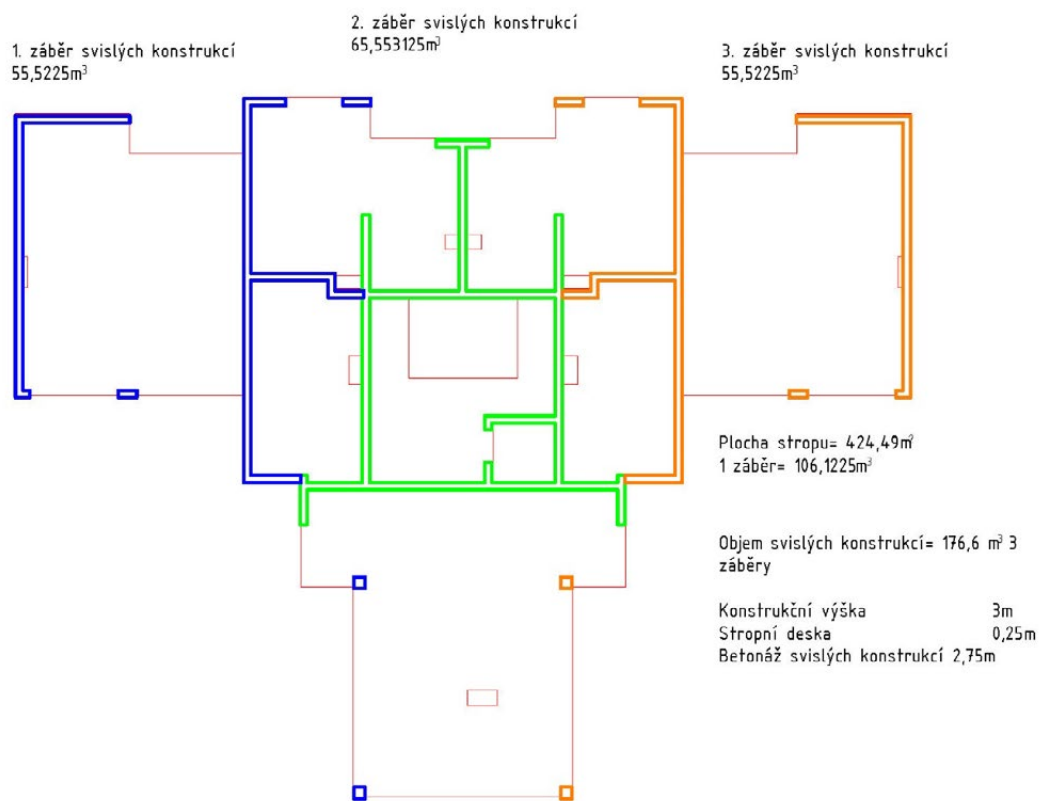 1. záběr svislých konstrukcí
55,5225m³
2. záběr svislých konstrukcí
65,553125m³
3. záběr svislých konstrukcí
55,5225m³
Plocha stropu= 424,49m²
1 záběr= 106,1225m³
Objem svislých konstrukcí= 176,6 m³ 3
záběry
Konstrukční výška 3m
Stropní deska 0,25m
Betonáž svislých konstrukcí 2,75m